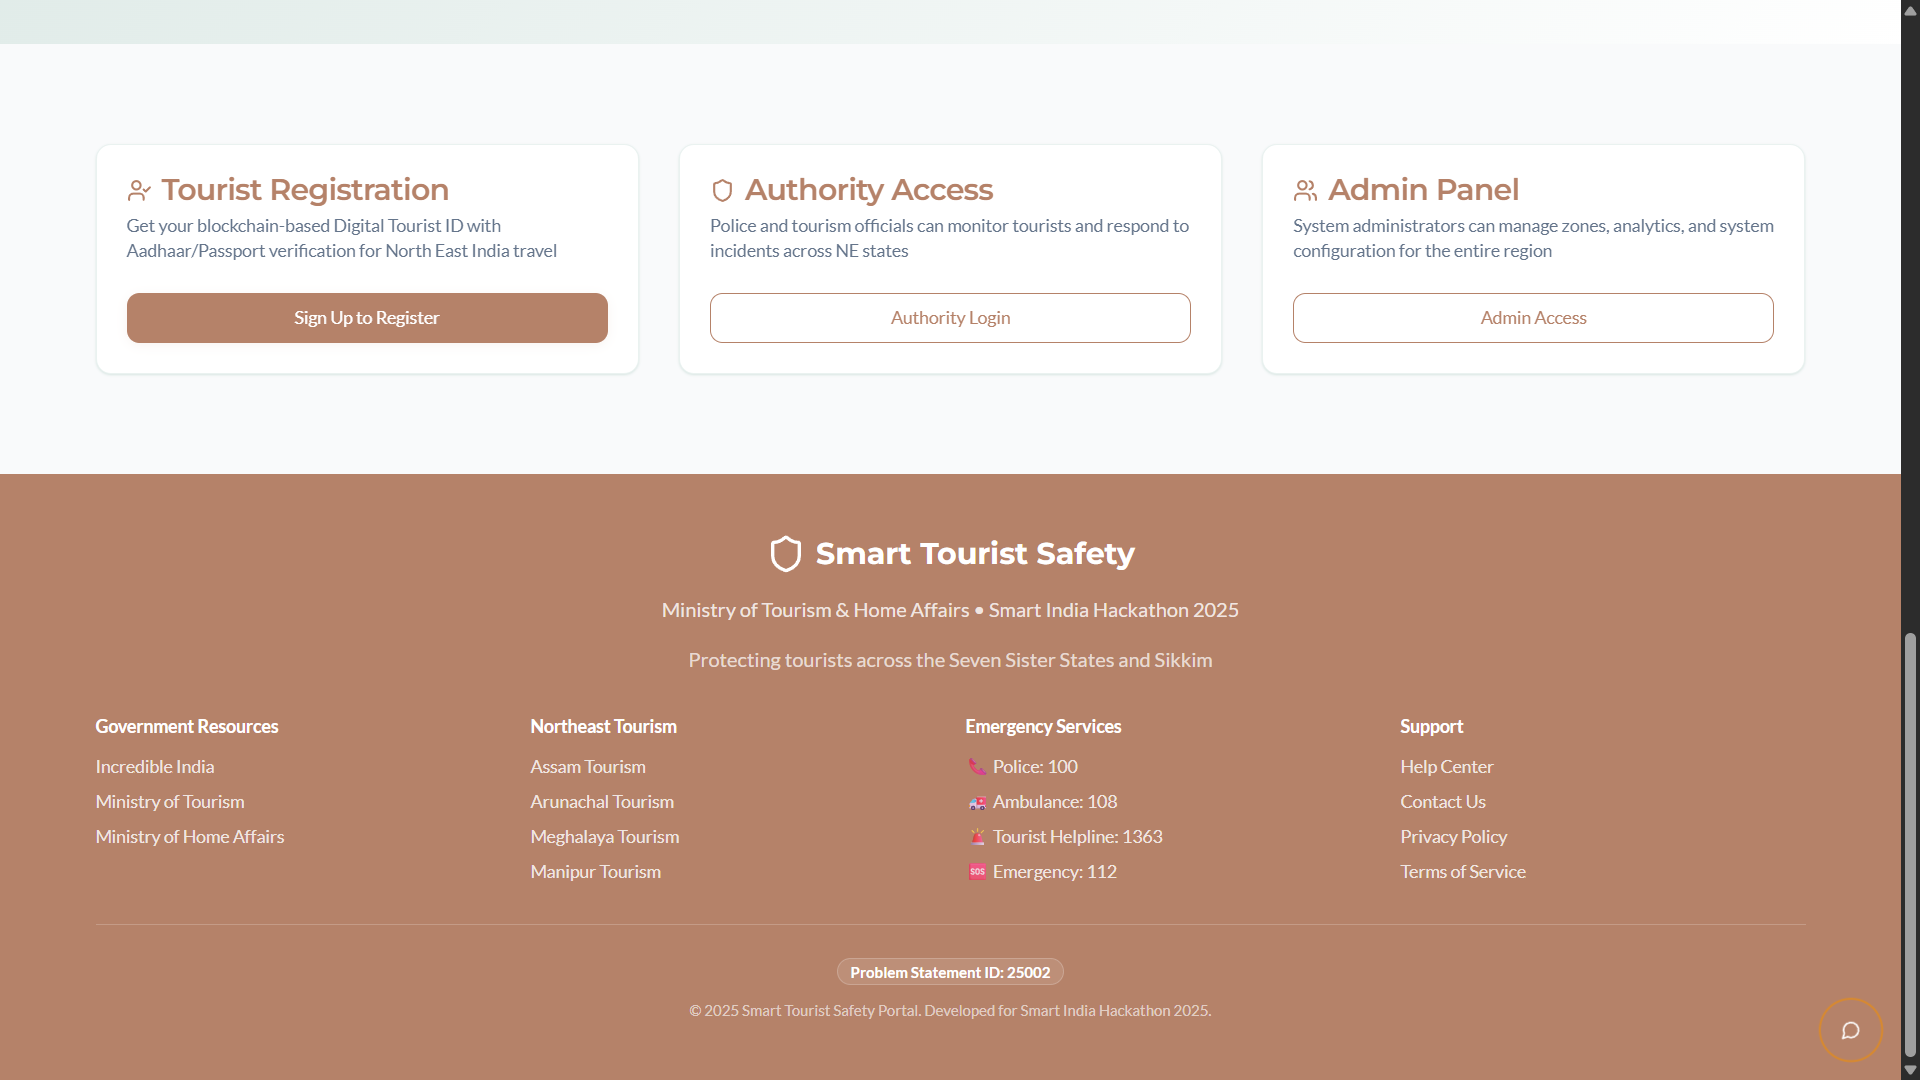 Tourist Registration
Get your blockchain-based Digital Tourist ID with
Aadhaar/Passport verification for North East India travel
Sign Up to Register
Authority Access
Police and tourism officials can monitor tourists and respond to
incidents across NE states
Authority Login
Admin Panel
System administrators can manage zones, analytics, and system
configuration for the entire region
Admin Access
Smart Tourist Safety
Ministry of Tourism & Home Affairs • Smart India Hackathon 2025
Protecting tourists across the Seven Sister States and Sikkim
Government Resources
Incredible India
Ministry of Tourism
Ministry of Home Affairs
Northeast Tourism
Assam Tourism
Arunachal Tourism
Meghalaya Tourism
Manipur Tourism
Emergency Services
📞 Police: 100
🚑 Ambulance: 108
🚨 Tourist Helpline: 1363
🆘 Emergency: 112
Support
Help Center
Contact Us
Privacy Policy
Terms of Service
Problem Statement ID: 25002
© 2025 Smart Tourist Safety Portal. Developed for Smart India Hackathon 2025.